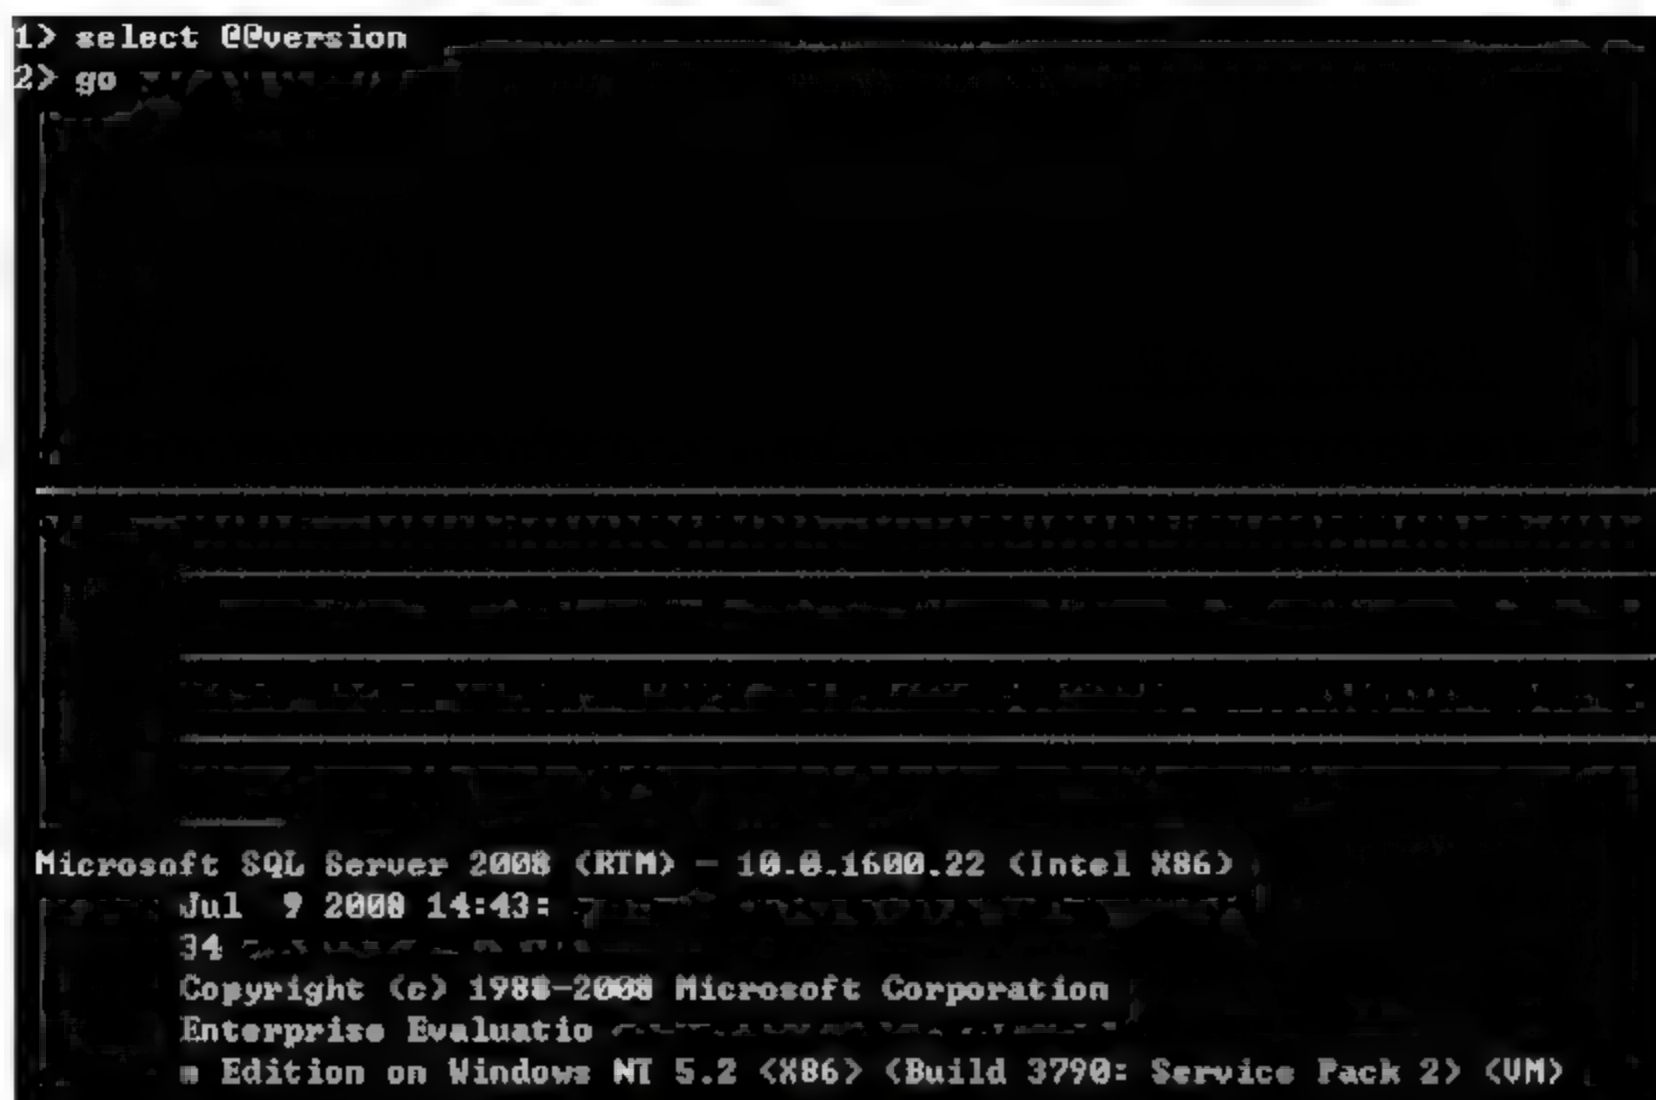 1> select @@version
2> go
Microsoft SQL Server 2008 (RTM) - 10.0.1600.22 (Intel X86)
Jul  9 2008 14:43:
34
Copyright (c) 1988-2008 Microsoft Corporation
Enterprise Evaluatio
n Edition on Windows NT 5.2 <X86> (Build 3790: Service Pack 2) (VM)